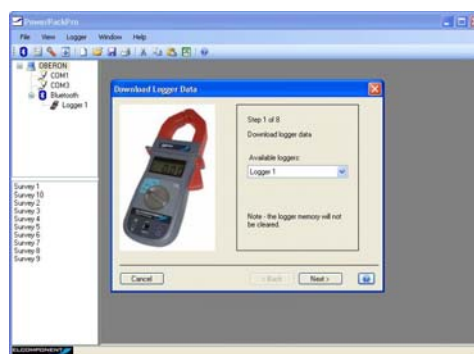 PowerPackPro
File View Logger Window Help
OBERON
COM1
COM3
Bluetooth
Logger 1
Survey 1
Survey 10
Survey 2
Survey 3
Survey 4
Survey 5
Survey 6
Survey 7
Survey 8
Survey 9
Download Logger Data
Step 1 of 8
Download logger data
Available loggers:
Logger 1
Note - the logger memory will not
be cleared.
Cancel
< Back
Next >
ELCOMPONENT